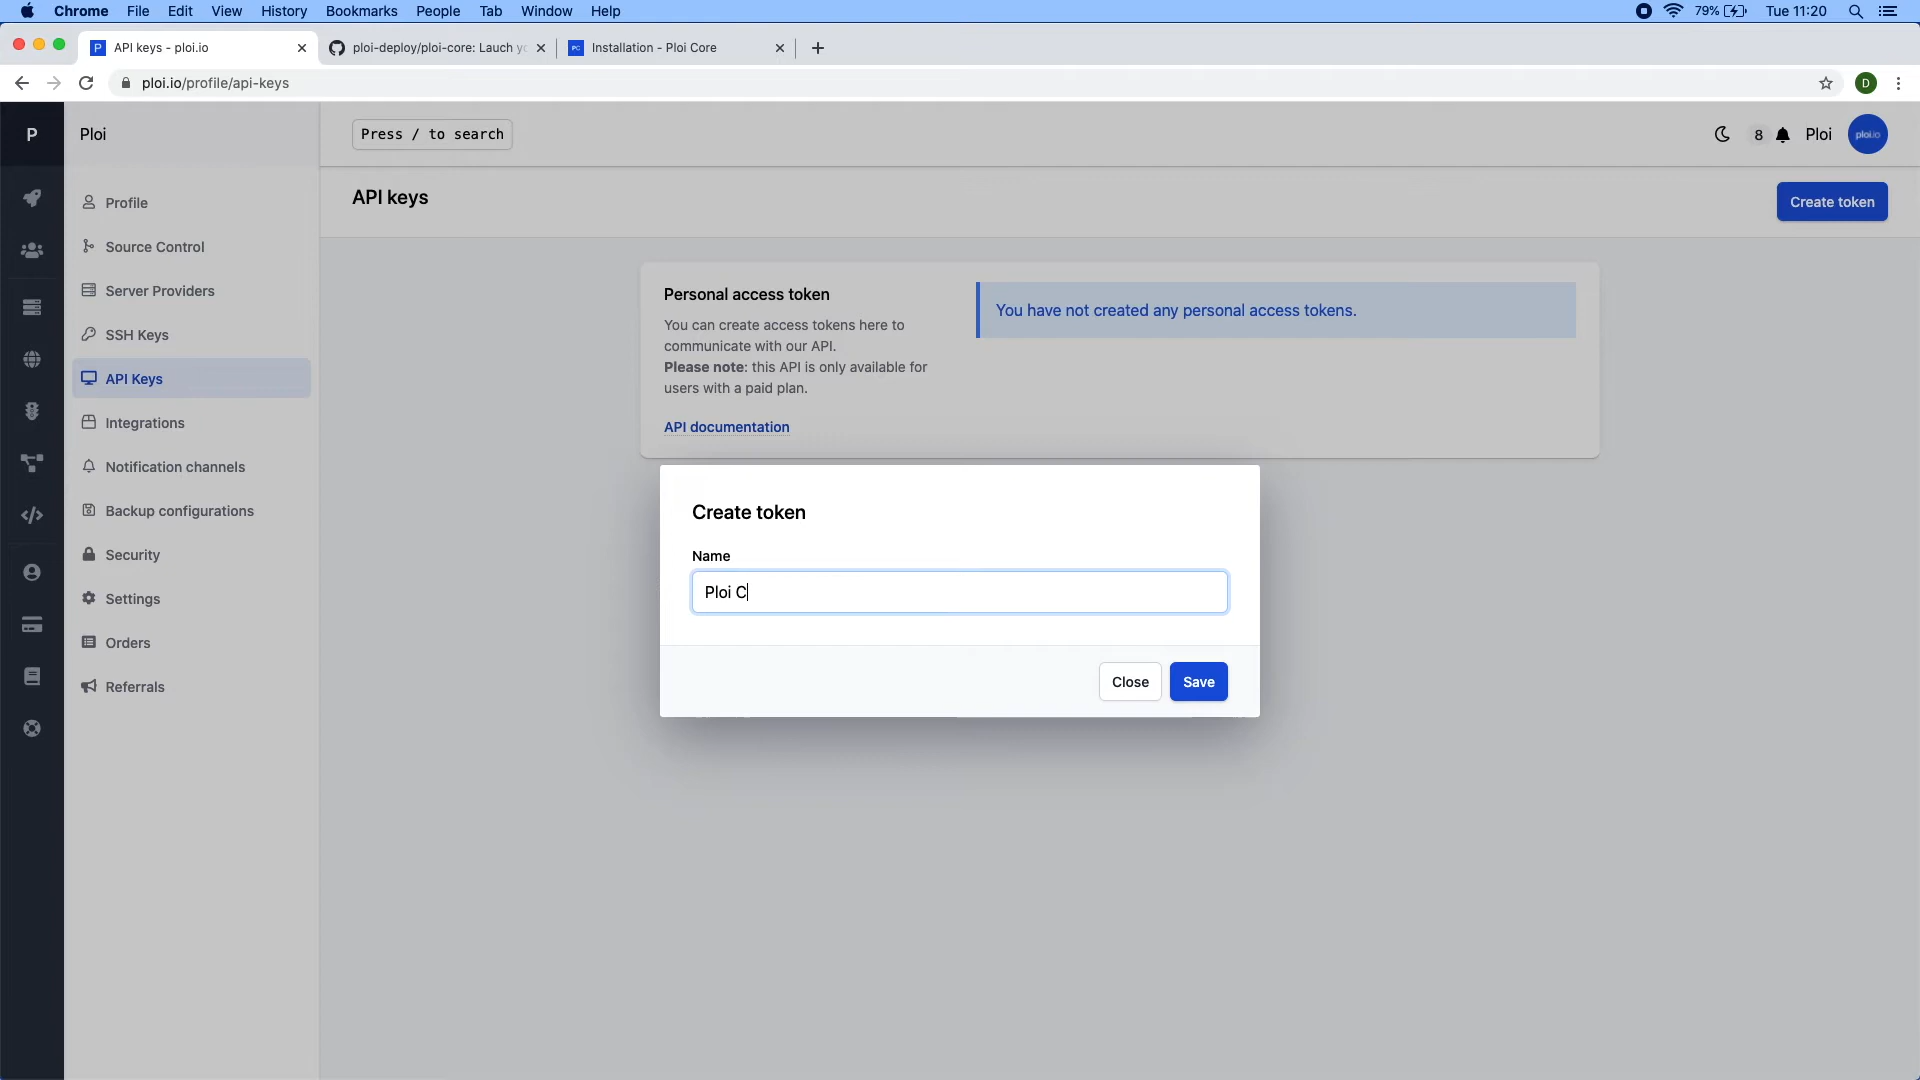 Chrome File Edit View History Bookmarks People Tab Window Help
79% Tue 11:20
P API keys - ploi.io
ploi-deploy/ploi-core: Lauch yo
PC Installation - Ploi Core
ploi.io/profile/api-keys
D
P
Ploi
Press / to search
8
Ploi
ploi.io
Profile
Source Control
Server Providers
SSH Keys
API Keys
Integrations
Notification channels
Backup configurations
Security
Settings
Orders
Referrals
API keys
Create token
Personal access token
You can create access tokens here to
communicate with our API.
Please note: this API is only available for
users with a paid plan.
API documentation
You have not created any personal access tokens.
Create token
Name
Ploi C
Close
Save